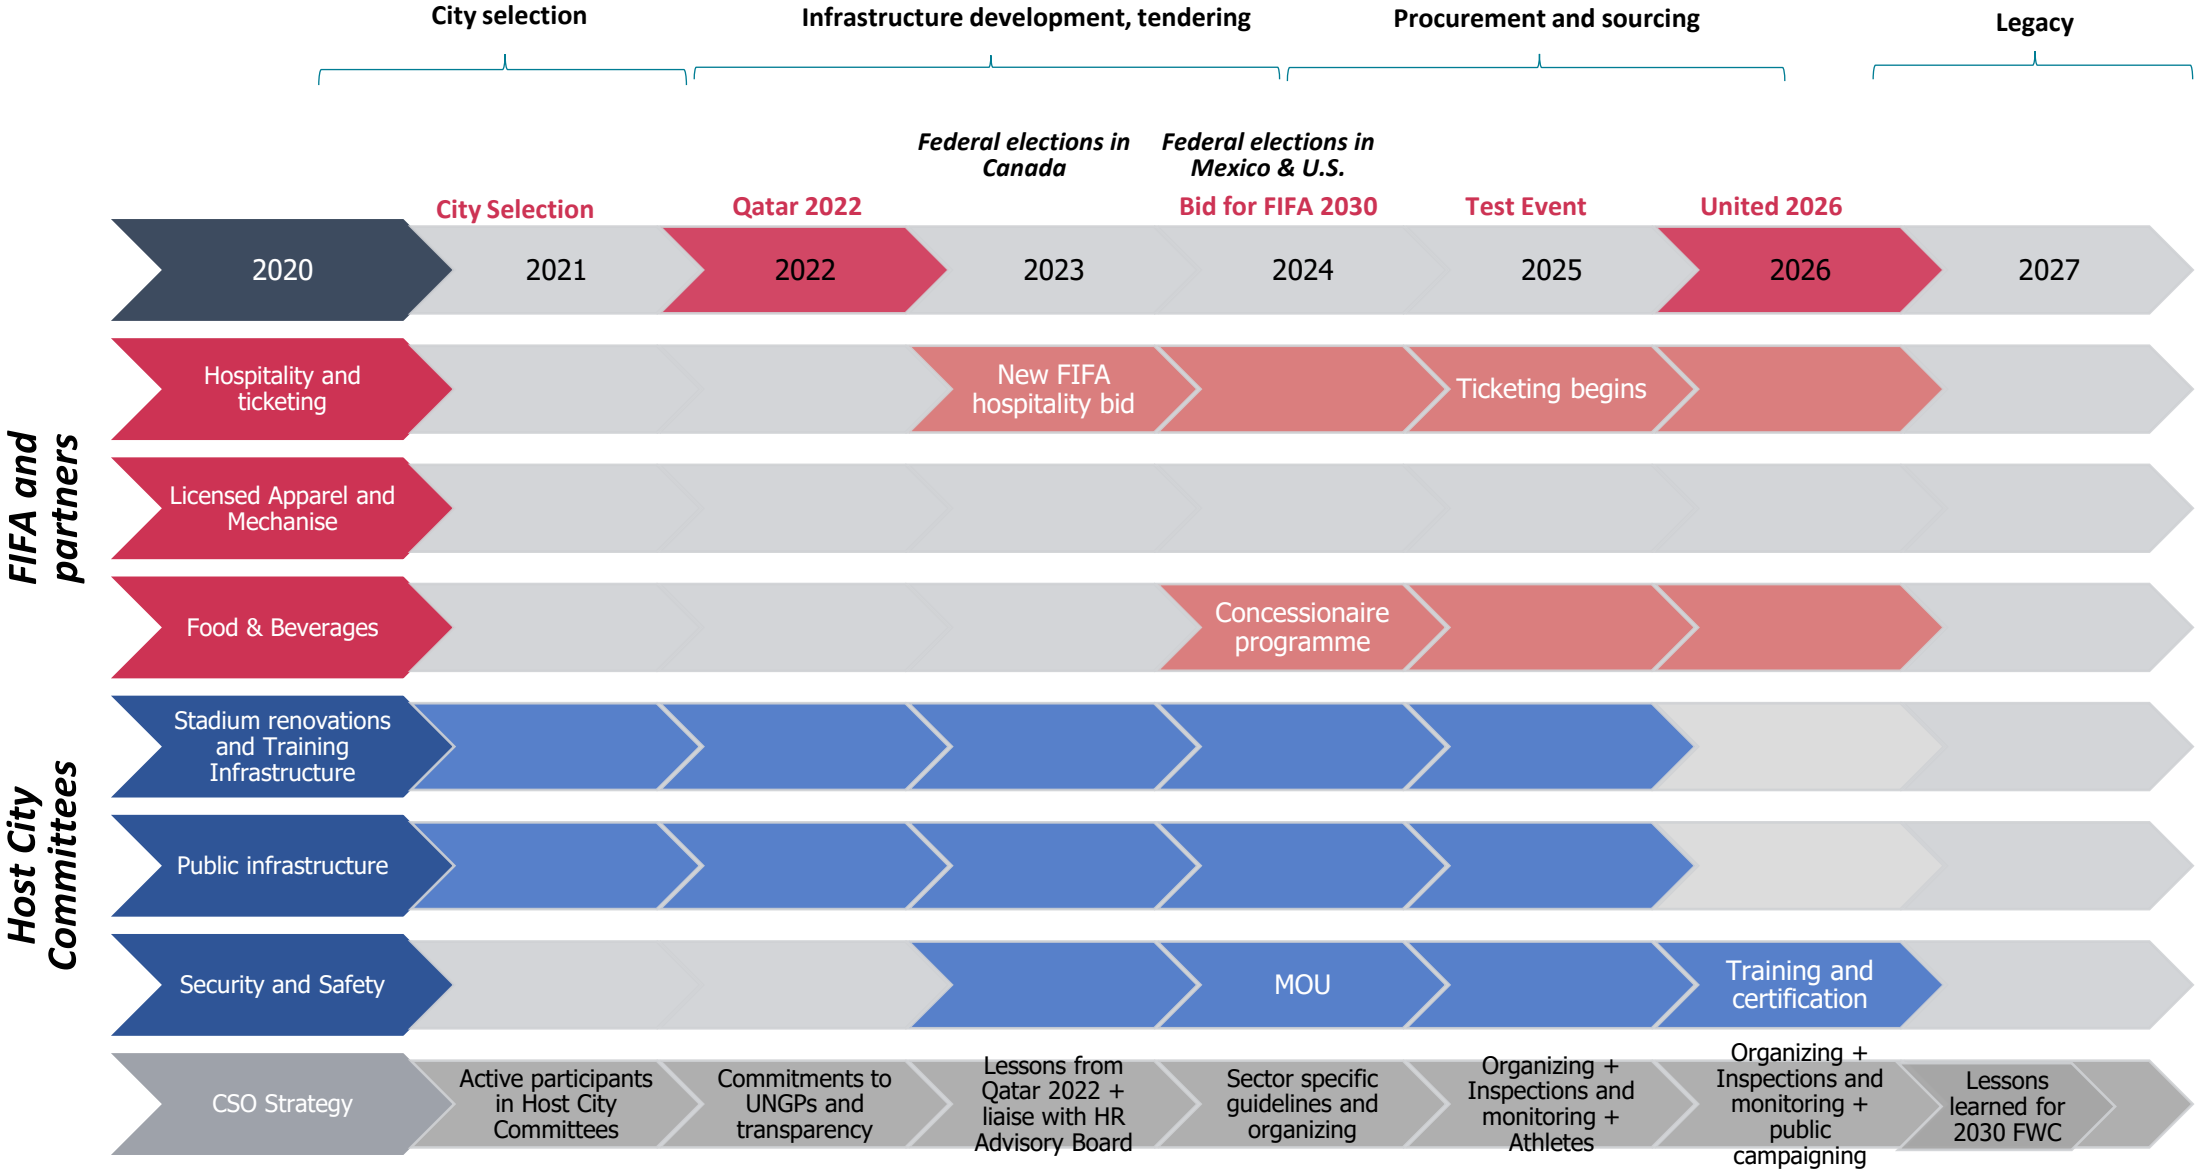 City selection
Infrastructure development, tendering
Procurement and sourcing
Legacy
Federal elections in
Canada
Federal elections in
Mexico & U.S.
City Selection
Qatar 2022
Bid for FIFA 2030
Test Event
United 2026
2020
2021
2022
2023
2024
2025
2026
2027
FIFA and
partners
Hospitality and
ticketing
New FIFA
hospitality bid
Ticketing begins
Licensed Apparel and
Mechanise
Food & Beverages
Concessionaire
programme
Host City
Committees
Stadium renovations
and Training
Infrastructure
Public infrastructure
Security and Safety
MOU
Training and
certification
CSO Strategy
Active participants
in Host City
Committees
Commitments to
UNGPs and
transparency
Lessons from
Qatar 2022 +
liaise with HR
Advisory Board
Sector specific
guidelines and
organizing
Organizing +
Inspections and
monitoring +
Athletes
Organizing +
Inspections and
monitoring +
public
campaigning
Lessons
learned for
2030 FWC